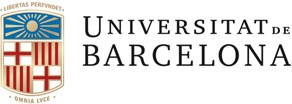 LIBERTAS PERFVNDET
UNIVERSITAT DE
BARCELONA
OMNIA LVCE